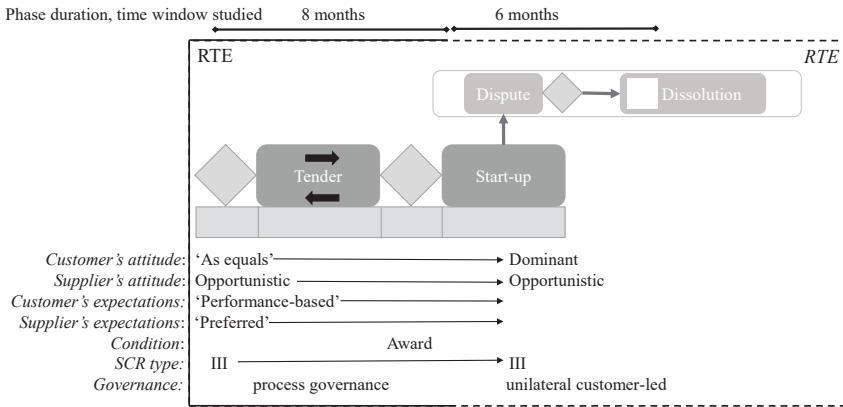 Phase duration, time window studied 8 months 6 months
RTE RTE
Dispute Dissolution
Tender Start-up
Customer's attitude: 'As equals' Dominant
Supplier's attitude: Opportunistic Opportunistic
Customer's expectations: 'Performance-based'
Supplier's expectations: 'Preferred'
Condition: Award
SCR type: III III
Governance: process governance unilateral customer-led